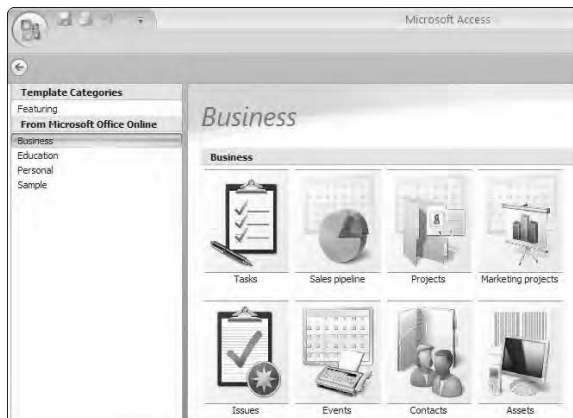 Microsoft Access
Template Categories
Featuring
From Microsoft Office Online
Business
Education
Personal
Sample
Business
Business
Tasks
Sales pipeline
Projects
Marketing projects
Issues
Events
Contacts
Assets